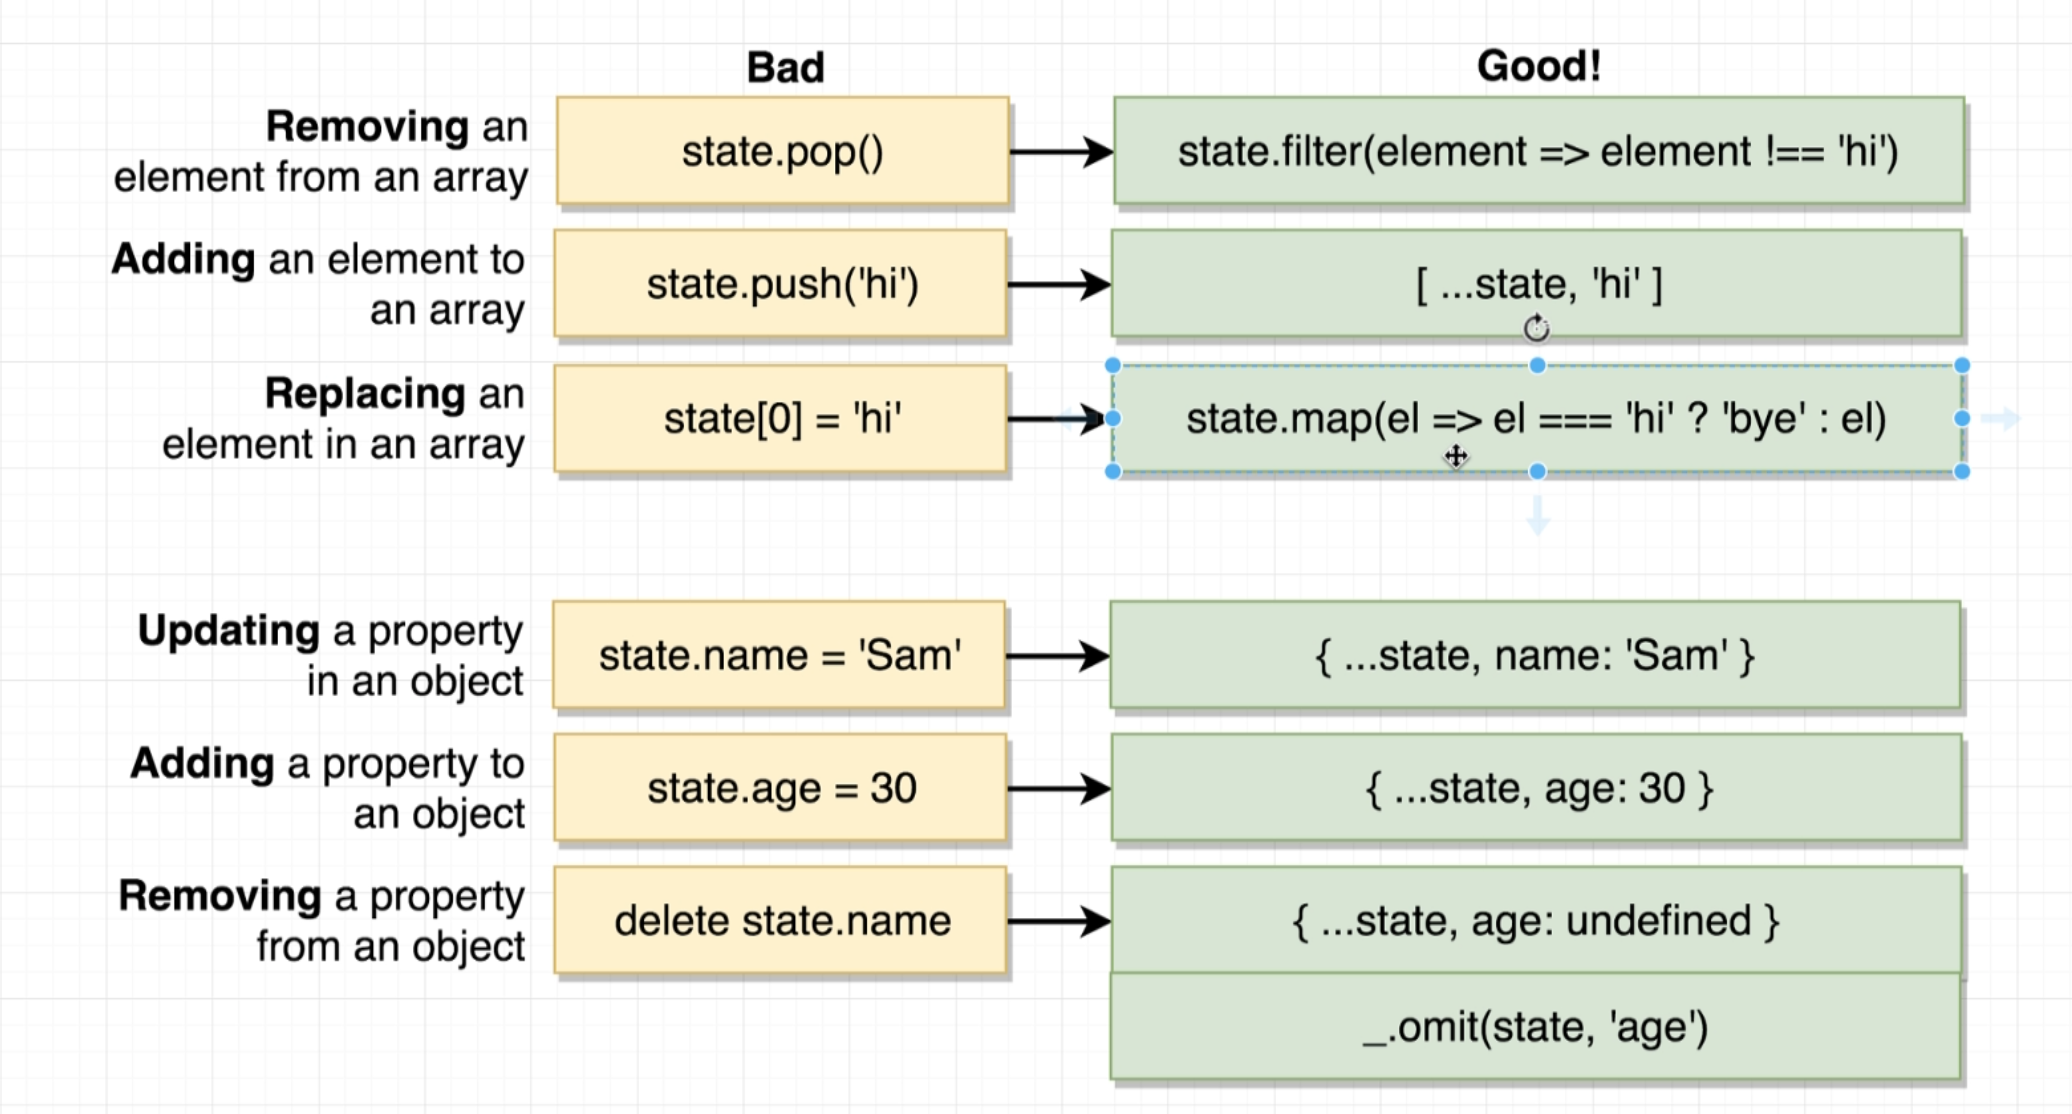 Bad
Good!
Removing an
element from an array
state.pop()
state.filter(element => element !== 'hi')
Adding an element to
an array
state.push('hi')
[ ...state, 'hi' ]
Replacing an
element in an array
state[0] = 'hi'
state.map(el => el === 'hi' ? 'bye' : el)
Updating a property
in an object
state.name = 'Sam'
{ ...state, name: 'Sam' }
Adding a property to
an object
state.age = 30
{ ...state, age: 30 }
Removing a property
from an object
delete state.name
{ ...state, age: undefined }
_.omit(state, 'age')